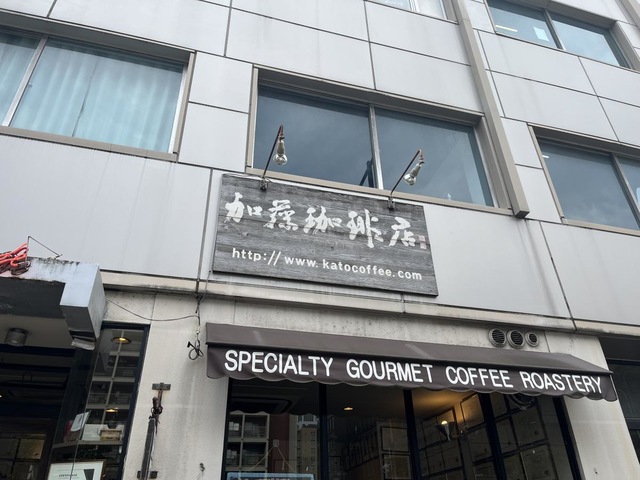 加藤珈琲店
http://www.katocoffee.com
SPECIALTY GOURMET COFFEE ROASTERY